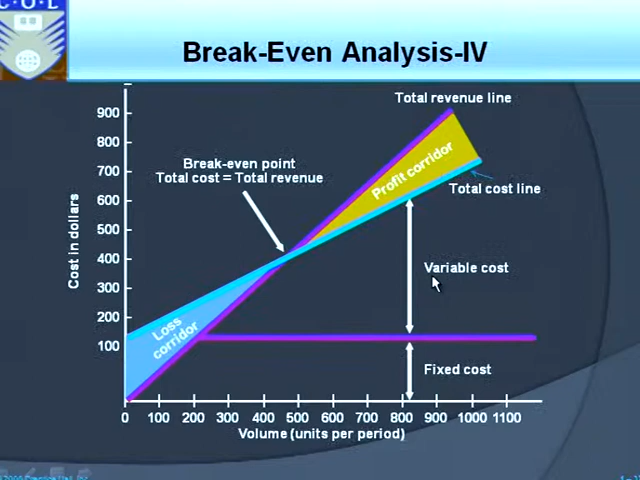 C.O.L
Break-Even Analysis-IV
Total revenue line
Break-even point
Total cost = Total revenue
Profit corridor
Total cost line
Loss
corridor
Variable cost
Fixed cost
Cost in dollars
900
800
700
600
500
400
300
200
100
0 100 200 300 400 500 600 700 800 900 1000 1100
Volume (units per period)